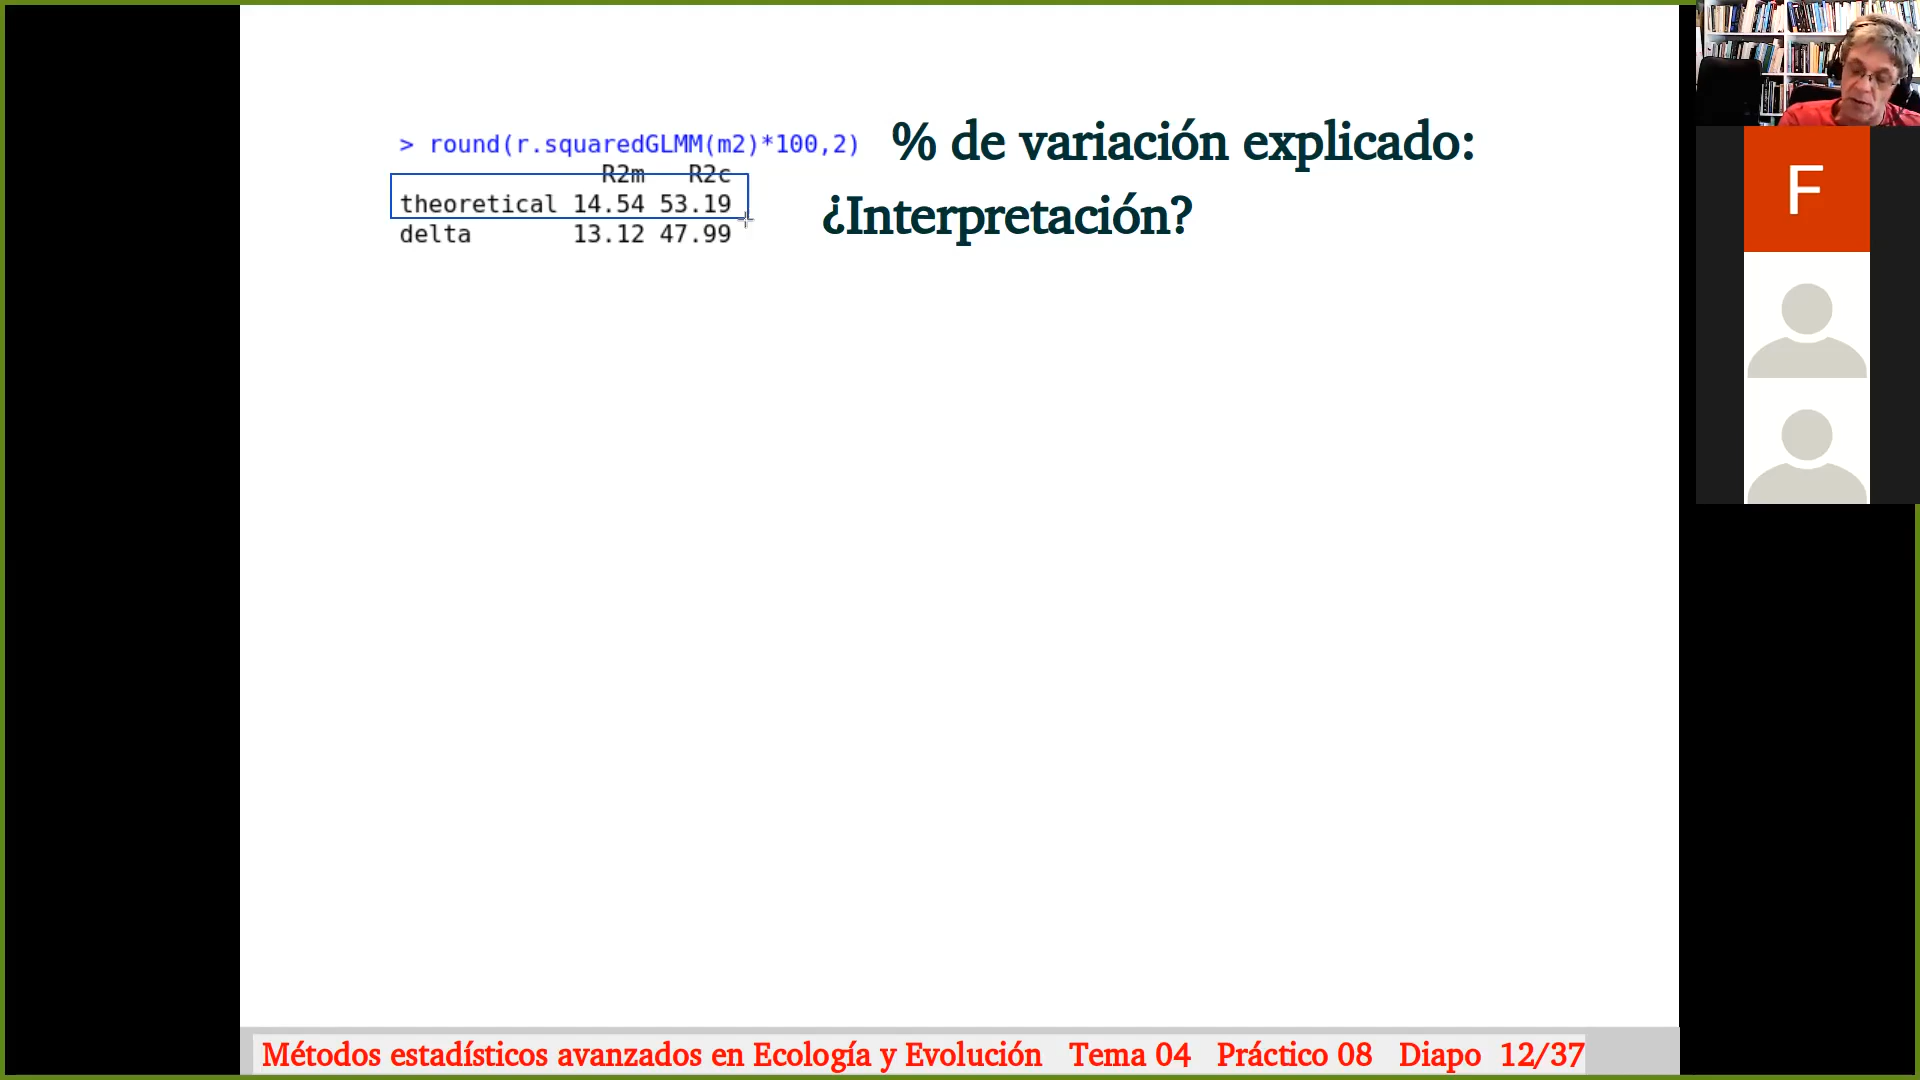 > round(r.squaredGLMM(m2)*100,2) % de variación explicado:
R2m R2c
theoretical 14.54 53.19
¿Interpretación?
delta 13.12 47.99
F
Métodos estadísticos avanzados en Ecología y Evolución Tema 04 Práctico 08 Diapo 12/37